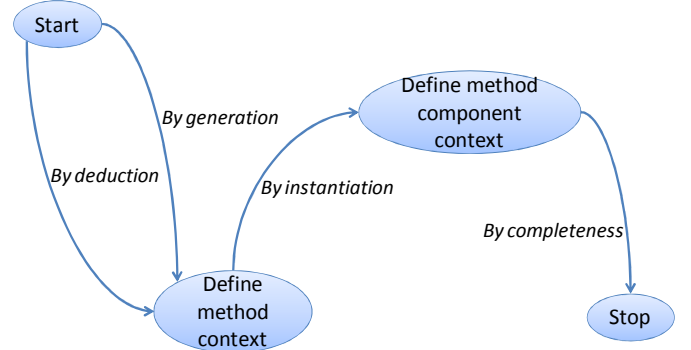 Start
By generation
By deduction
Define method
component
context
By instantiation
By completeness
Define
method
context
Stop